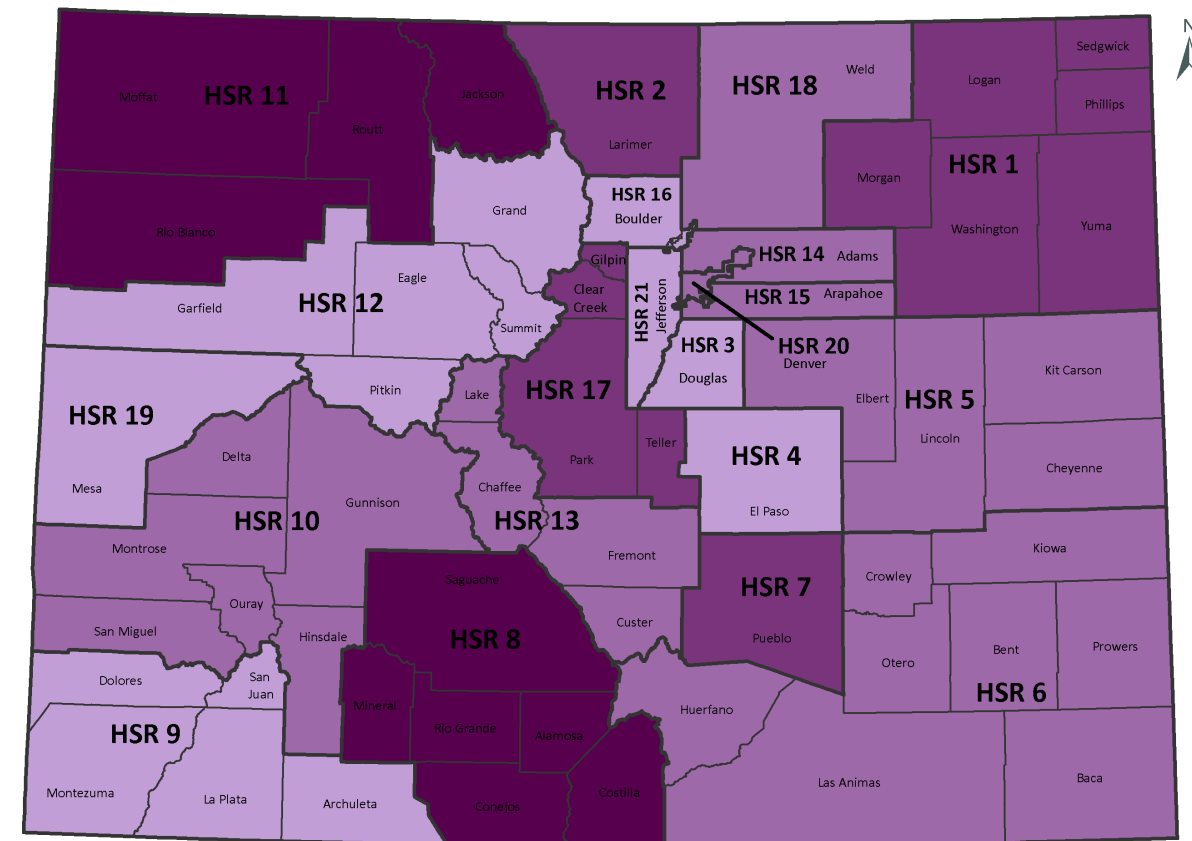 N
Sedgwick
Weld
Logan
HSR 18
HSR 2
Moffat
HSR 11
Jackson
Phillips
Routt
Larimer
HSR 1
Morgan
HSR 16
Grand
Boulder
Rio Blanco
Washington
Yuma
HSR 14
Adams
Gilpin
Eagle
Clear
Creek
HSR 15
Arapahoe
Garfield
HSR 12
HSR 21
Jefferson
Summit
HSR 3
HSR 20
Denver
Kit Carson
Douglas
Pitkin
HSR 17
Lake
Elbert
HSR 5
HSR 19
Lincoln
Teller
Delta
HSR 4
Park
Cheyenne
Mesa
Chaffee
Gunnison
El Paso
HSR 10
HSR 13
Montrose
Fremont
Kiowa
Saguache
HSR 7
Crowley
Ouray
San Miguel
Hinsdale
HSR 8
Custer
Pueblo
Bent
Prowers
Otero
Dolores
San
Juan
HSR 6
Mineral
Huerfano
HSR 9
Rio Grande
Alamosa
Las Animas
Baca
Montezuma
La Plata
Archuleta
Conejos
Costilla